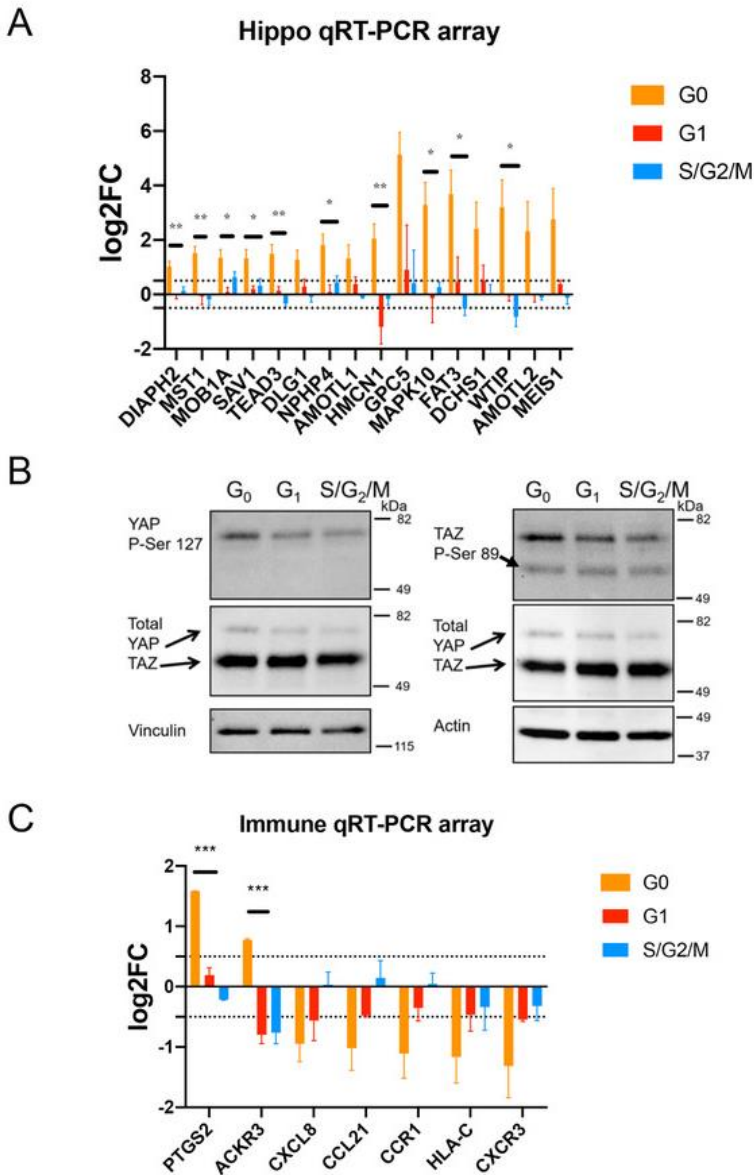 A
Hippo qRT-PCR array
log2FC
8
6
4
2
0
-2
** ** * * ** * ** * * *
G0
G1
S/G2/M
DIAPH2
MST1
MOB1A
SAV1
TEAD3
DLG1
NPHP4
AMOTL1
HMCN1
GPC5
MAPK10
FAT3
DCHS1
WTIP
AMOTL2
MEIS1
B
G0 G1 S/G2/M
kDa
YAP
P-Ser 127
82
49
Total
YAP
TAZ
82
49
Vinculin
115
G0 G1 S/G2/M
kDa
TAZ
P-Ser 89
82
49
Total
YAP
TAZ
82
49
Actin
49
37
C
Immune qRT-PCR array
log2FC
2
1
0
-1
-2
*** ***
G0
G1
S/G2/M
PTGS2
ACKR3
CXCL8
CCL21
CCR1
HLA-C
CXCR3